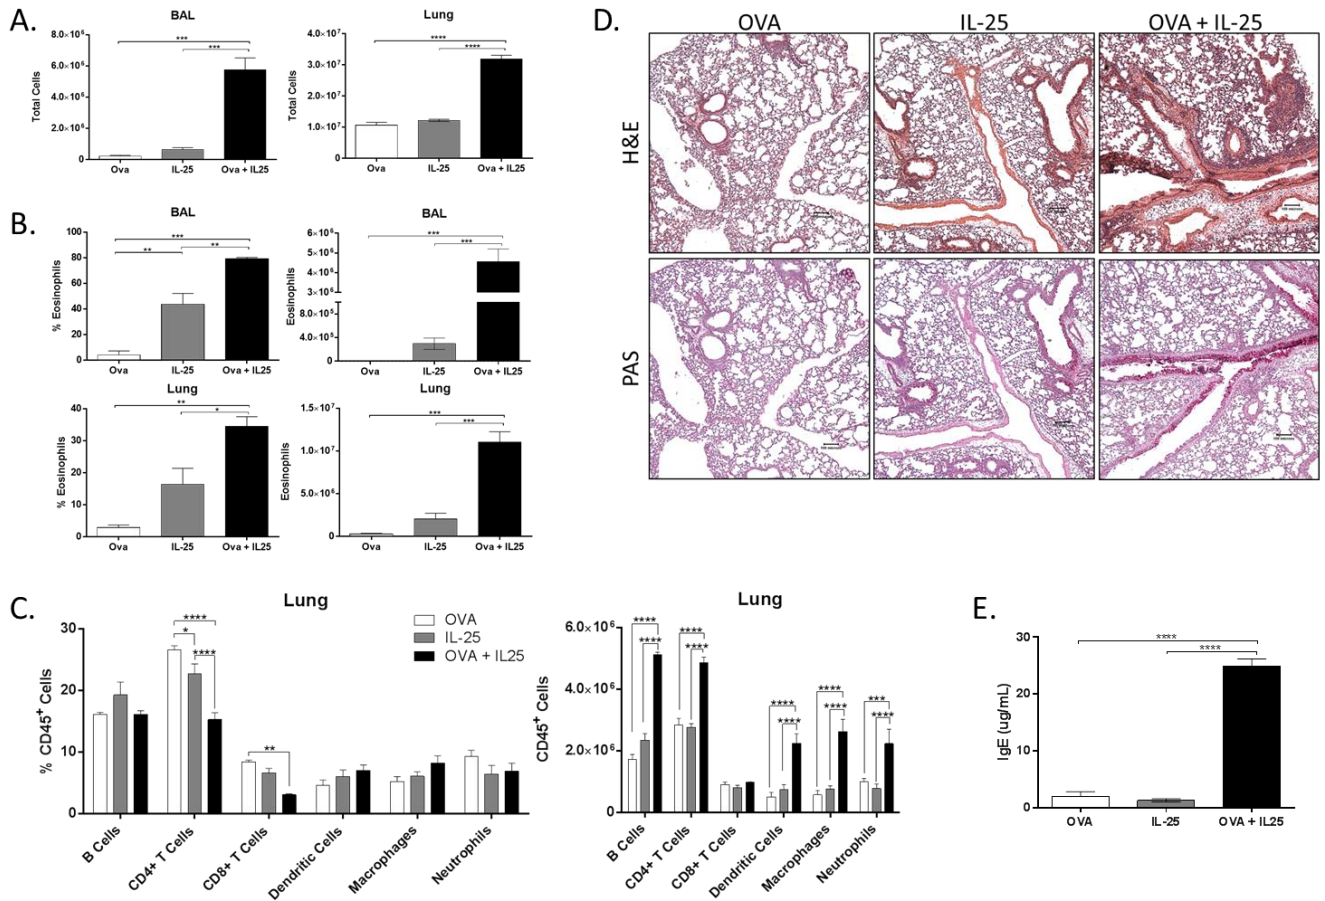 A.
BAL
Total Cells
8.0×10⁶
6.0×10⁶
4.0×10⁶
2.0×10⁶
0
***
***
Ova IL-25 Ova + IL25
Lung
Total Cells
4.0×10⁷
3.0×10⁷
2.0×10⁷
1.0×10⁷
0
****
****
Ova IL-25 Ova + IL25
B.
BAL
% Eosinophils
100
80
60
40
20
0
***
** **
Ova IL-25 Ova + IL25
BAL
Eosinophils
6×10⁶
5×10⁶
4×10⁶
3×10⁶
8.0×10⁵
4.0×10⁵
0
***
***
Ova IL-25 Ova + IL25
Lung
% Eosinophils
40
30
20
10
0
**
*
Ova IL-25 Ova + IL25
Lung
Eosinophils
1.5×10⁷
1.0×10⁷
5.0×10⁶
0
***
***
Ova IL-25 Ova + IL25
C.
Lung
% CD45⁺ Cells
30
20
10
0
****
*
****
**
OVA
IL-25
OVA + IL25
B Cells
CD4+ T Cells
CD8+ T Cells
Dendritic Cells
Macrophages
Neutrophils
Lung
CD45⁺ Cells
6.0×10⁶
4.0×10⁶
2.0×10⁶
0
****
****
****
****
****
****
****
****
***
****
B Cells
CD4+ T Cells
CD8+ T Cells
Dendritic Cells
Macrophages
Neutrophils
D.
OVA IL-25 OVA + IL-25
H&E
PAS
E.
IgE (ug/mL)
30
20
10
0
****
****
OVA IL-25 OVA + IL25